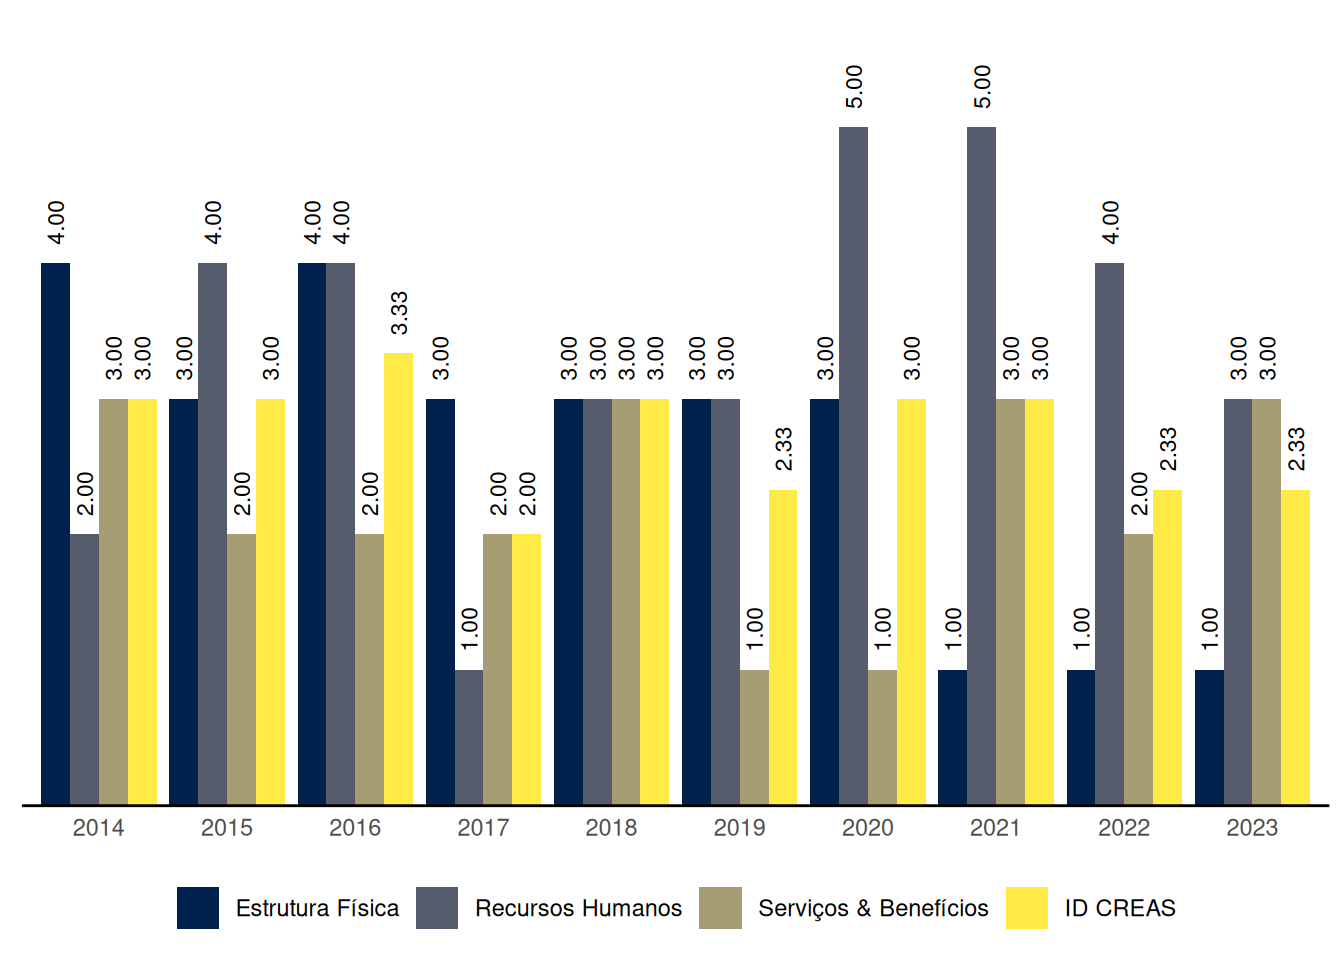 5.00 5.00
4.00 4.00 4.00 4.00 4.00
3.33
3.00 3.00 3.00 3.00 3.00 3.00 3.00 3.00 3.00 3.00 3.00 3.00 3.00 3.00 3.00 3.00 3.00
2.33 2.33 2.33
2.00 2.00 2.00 2.00 2.00 2.00
1.00 1.00 1.00 1.00 1.00 1.00
2014 2015 2016 2017 2018 2019 2020 2021 2022 2023
Estrutura Física Recursos Humanos Serviços & Benefícios ID CREAS